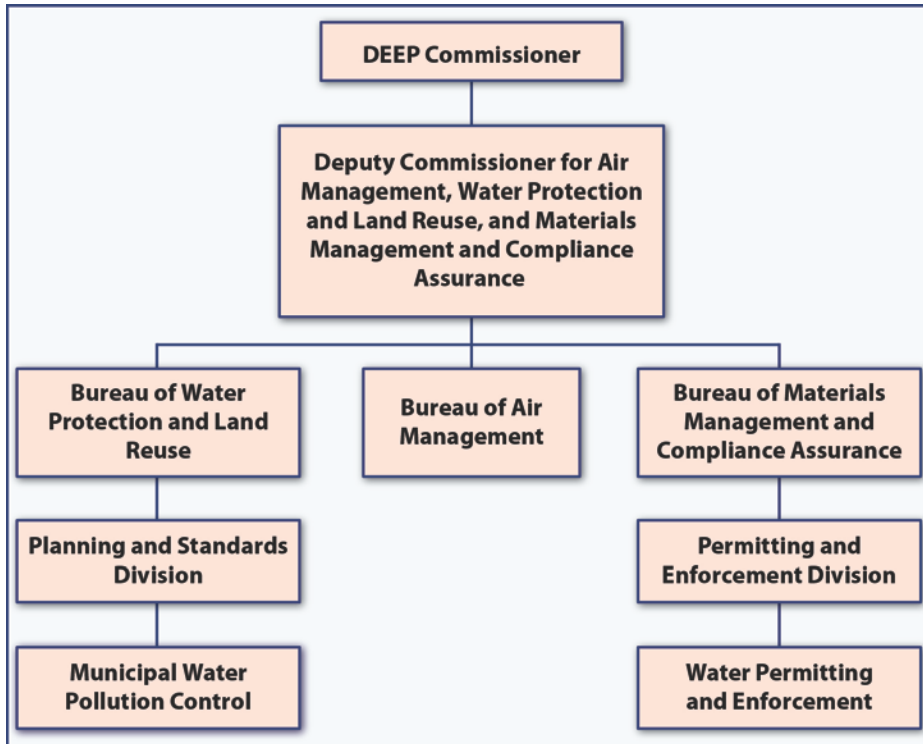 DEEP Commissioner
Deputy Commissioner for Air
Management, Water Protection
and Land Reuse, and Materials
Management and Compliance
Assurance
Bureau of Water
Protection and Land
Reuse
Bureau of Air
Management
Bureau of Materials
Management and
Compliance Assurance
Planning and Standards
Division
Permitting and
Enforcement Division
Municipal Water
Pollution Control
Water Permitting
and Enforcement